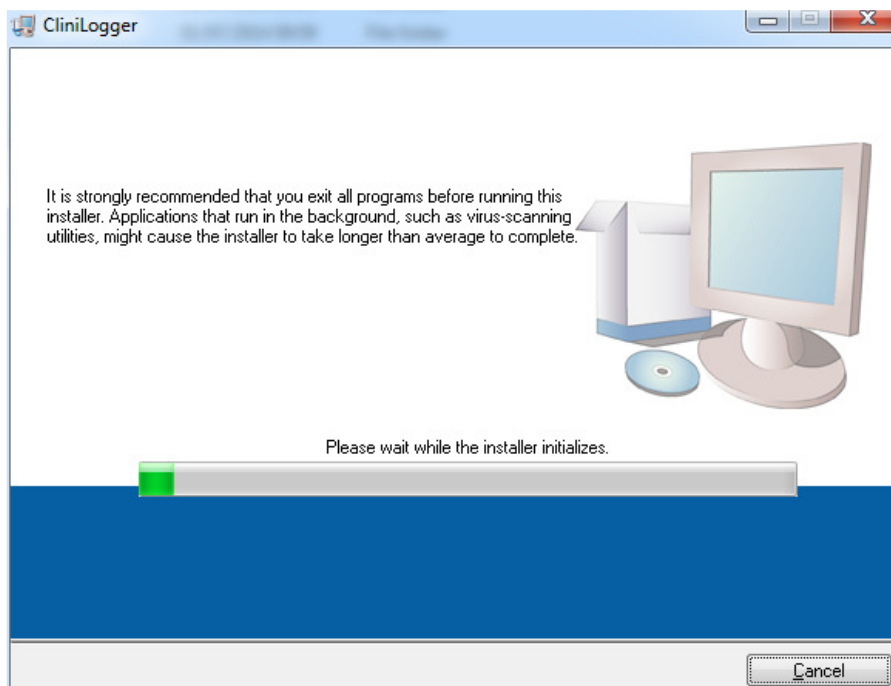 CliniLogger
It is strongly recommended that you exit all programs before running this
installer. Applications that run in the background, such as virus-scanning
utilities, might cause the installer to take longer than average to complete.
Please wait while the installer initializes.
Cancel